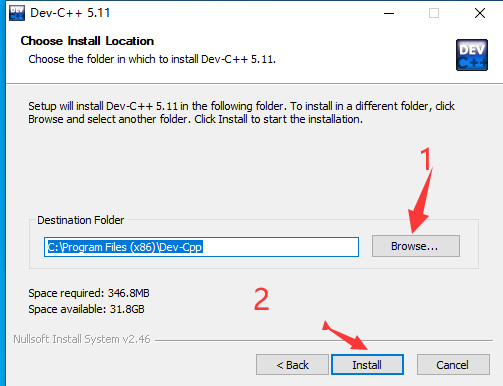 Dev-C++ 5.11
Choose Install Location
Choose the folder in which to install Dev-C++ 5.11.
DEV
C++
Setup will install Dev-C++ 5.11 in the following folder. To install in a different folder, click
Browse and select another folder. Click Install to start the installation.
1
Destination Folder
C:\Program Files (x86)\Dev-Cpp
Browse...
Space required: 346.8MB
Space available: 31.8GB
2
Nullsoft Install System v2.46
< Back
Install
Cancel